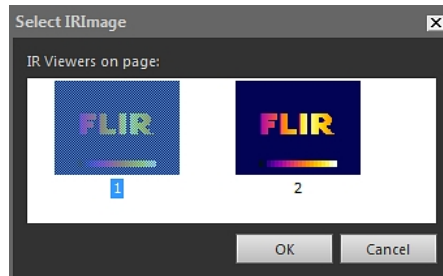 Select IRImage
IR Viewers on page:
FLIR FLIR
1 2
OK Cancel